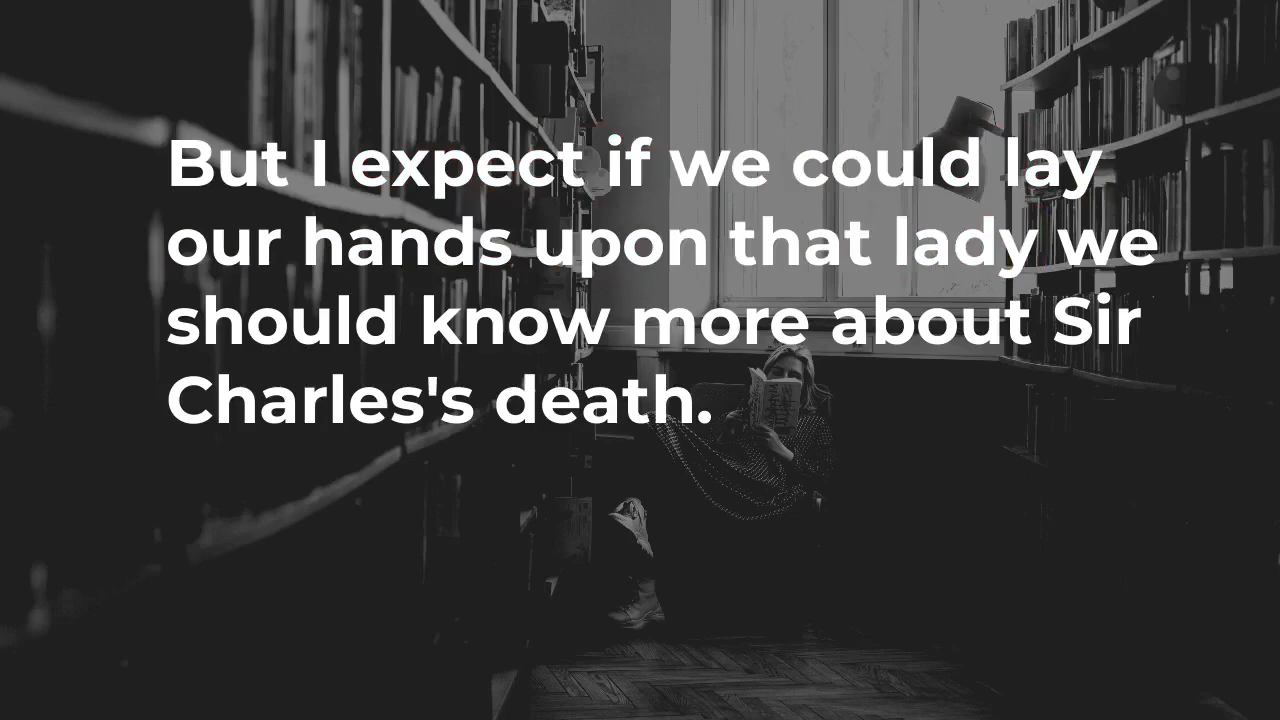 But I expect if we could lay
our hands upon that lady we
should know more about Sir
Charles's death.